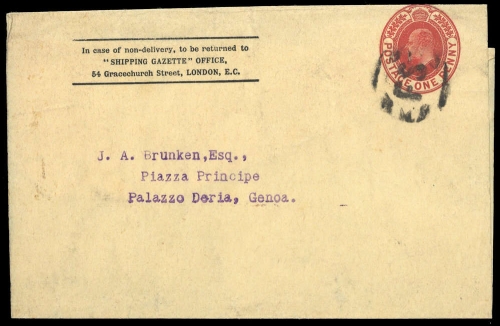 In case of non-delivery, to be returned to
"SHIPPING GAZETTE" OFFICE,
54 Gracechurch Street, LONDON, E.C.
POSTAGE ONE PENNY
J. A. Brunken,Esq.,
Piazza Principe
Palazzo Doria, Genoa.